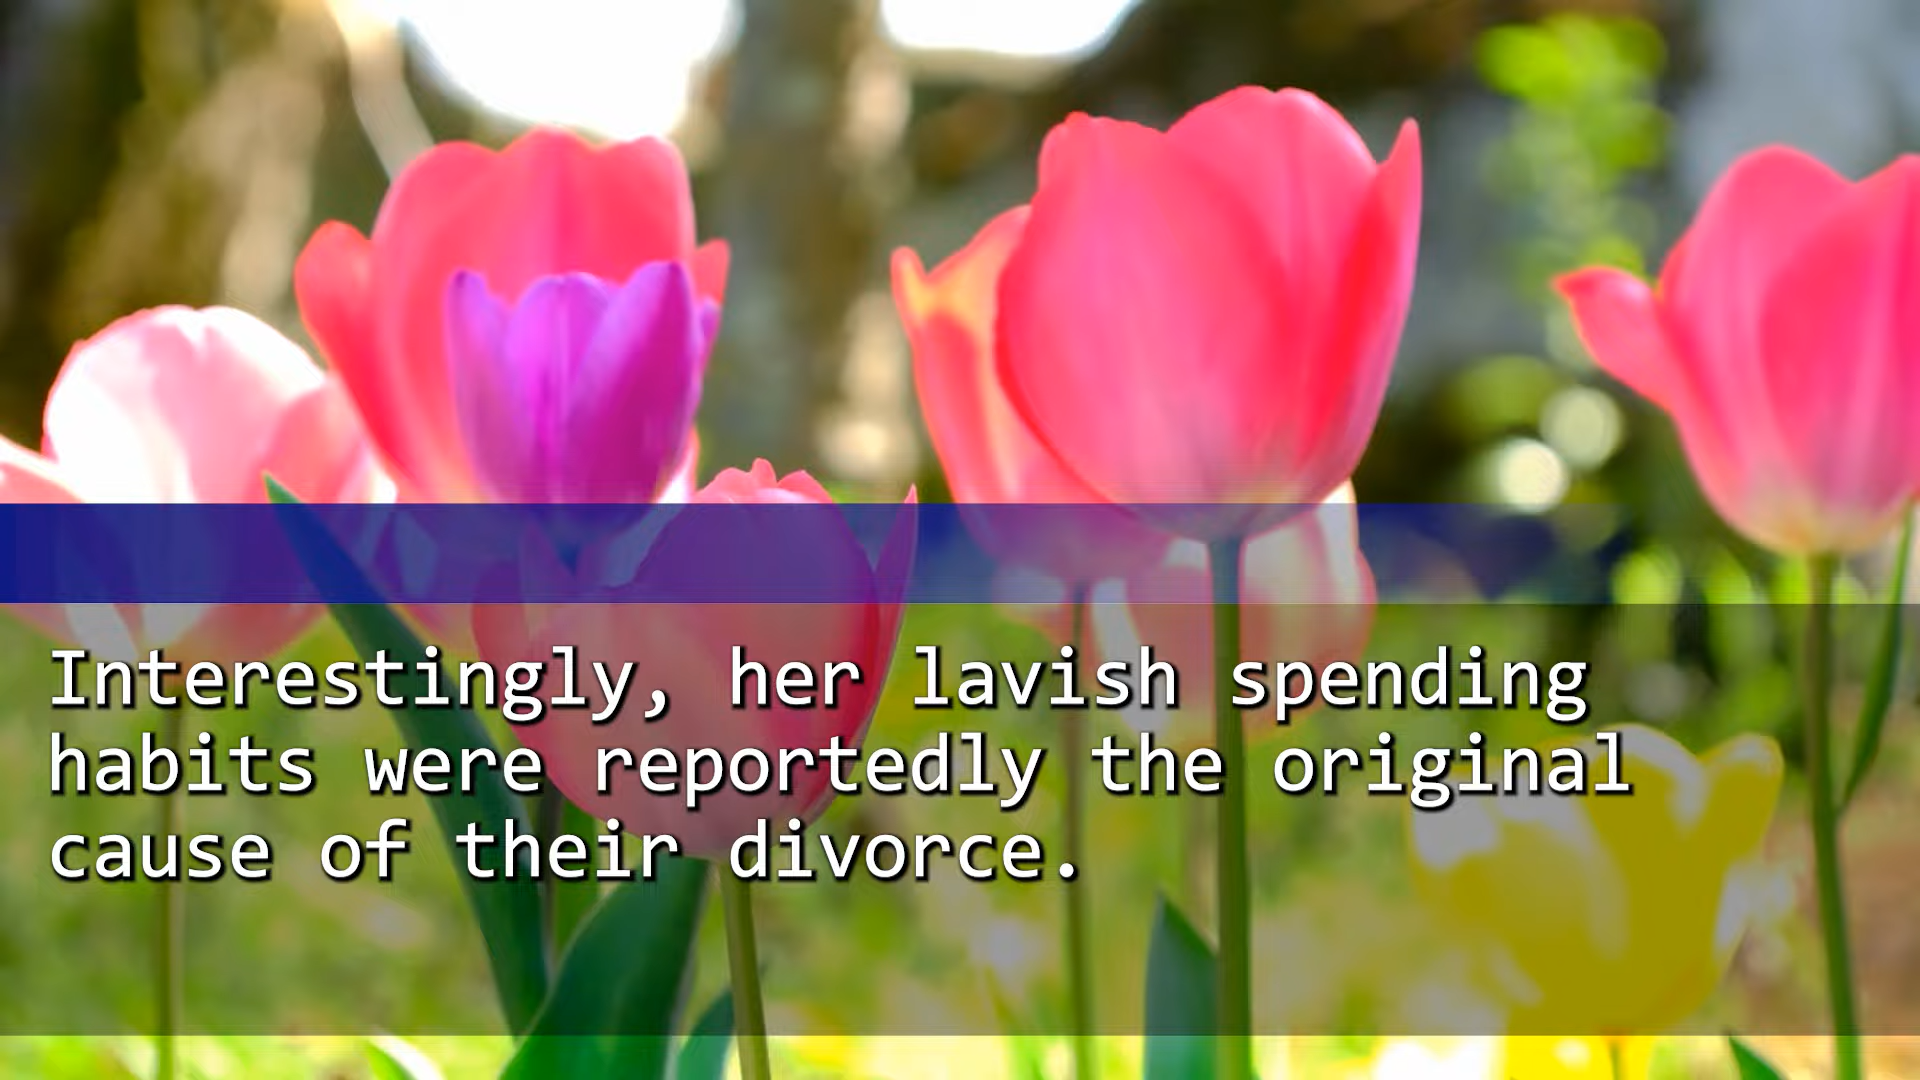 Interestingly, her lavish spending
habits were reportedly the original
cause of their divorce.